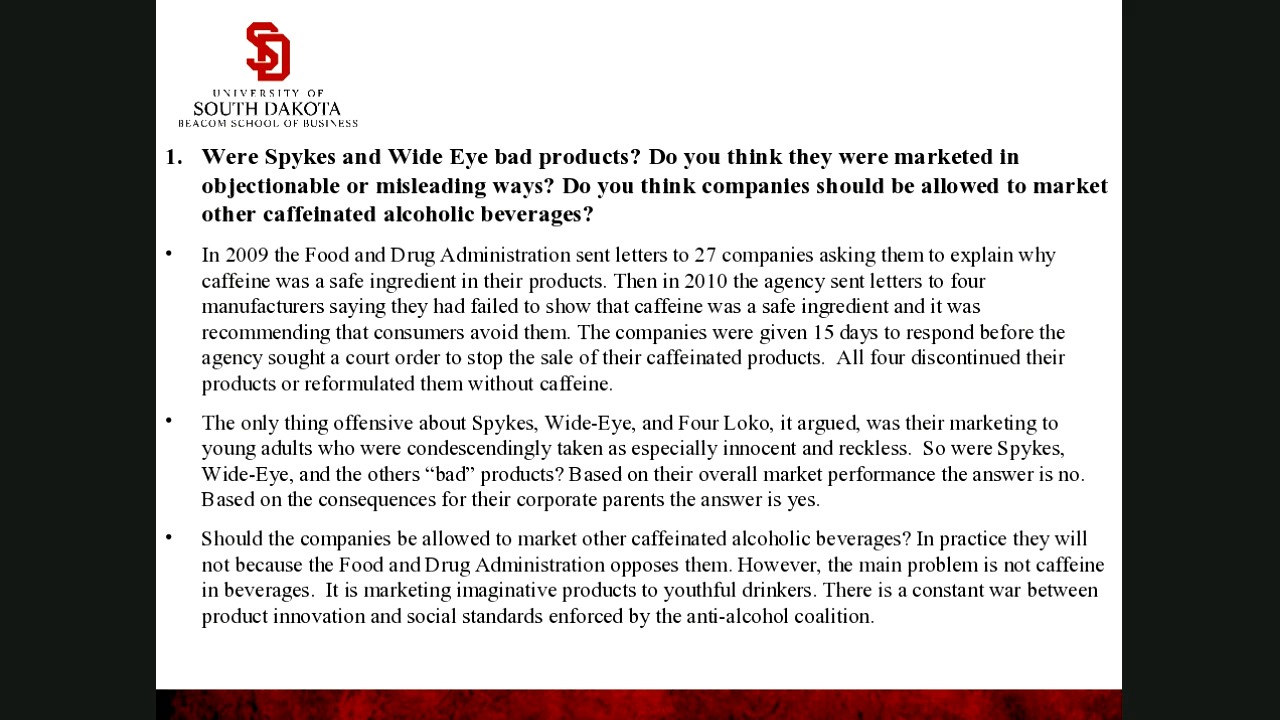 UNIVERSITY OF
SOUTH DAKOTA
BEACOM SCHOOL OF BUSINESS
1. Were Spykes and Wide Eye bad products? Do you think they were marketed in
objectionable or misleading ways? Do you think companies should be allowed to market
other caffeinated alcoholic beverages?
• In 2009 the Food and Drug Administration sent letters to 27 companies asking them to explain why
caffeine was a safe ingredient in their products. Then in 2010 the agency sent letters to four
manufacturers saying they had failed to show that caffeine was a safe ingredient and it was
recommending that consumers avoid them. The companies were given 15 days to respond before the
agency sought a court order to stop the sale of their caffeinated products.  All four discontinued their
products or reformulated them without caffeine.
• The only thing offensive about Spykes, Wide-Eye, and Four Loko, it argued, was their marketing to
young adults who were condescendingly taken as especially innocent and reckless.  So were Spykes,
Wide-Eye, and the others “bad” products? Based on their overall market performance the answer is no.
Based on the consequences for their corporate parents the answer is yes.
• Should the companies be allowed to market other caffeinated alcoholic beverages? In practice they will
not because the Food and Drug Administration opposes them. However, the main problem is not caffeine
in beverages.  It is marketing imaginative products to youthful drinkers. There is a constant war between
product innovation and social standards enforced by the anti-alcohol coalition.